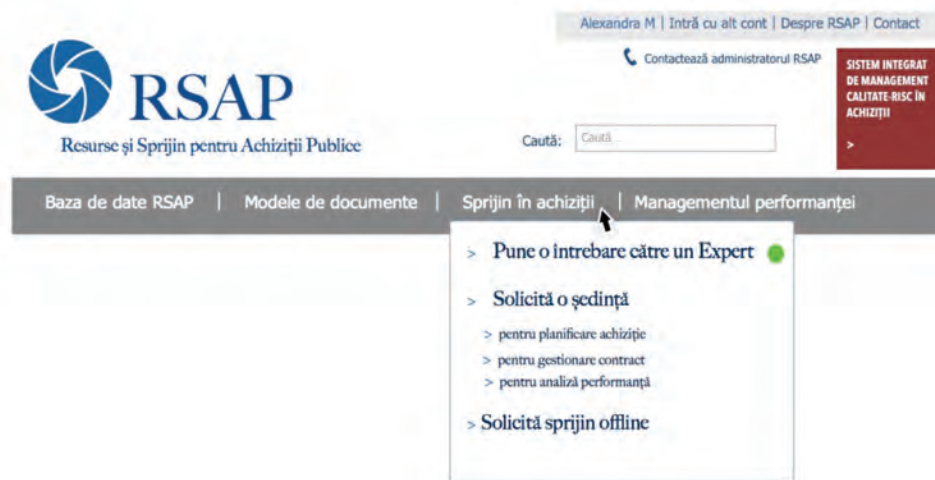 Alexandra M | Intră cu alt cont | Despre RSAP | Contact
Contactează administratorul RSAP
SISTEM INTEGRAT
DE MANAGEMENT
CALITATE-RISC ÎN
ACHIZIȚII
>
RSAP
Resurse și Sprijin pentru Achiziții Publice
Caută: Caută...
Baza de date RSAP | Modele de documente | Sprijin în achiziții | Managementul performanței
> Pune o întrebare către un Expert
> Solicită o ședință
> pentru planificare achiziție
> pentru gestionare contract
> pentru analiză performanță
> Solicită sprijin offline